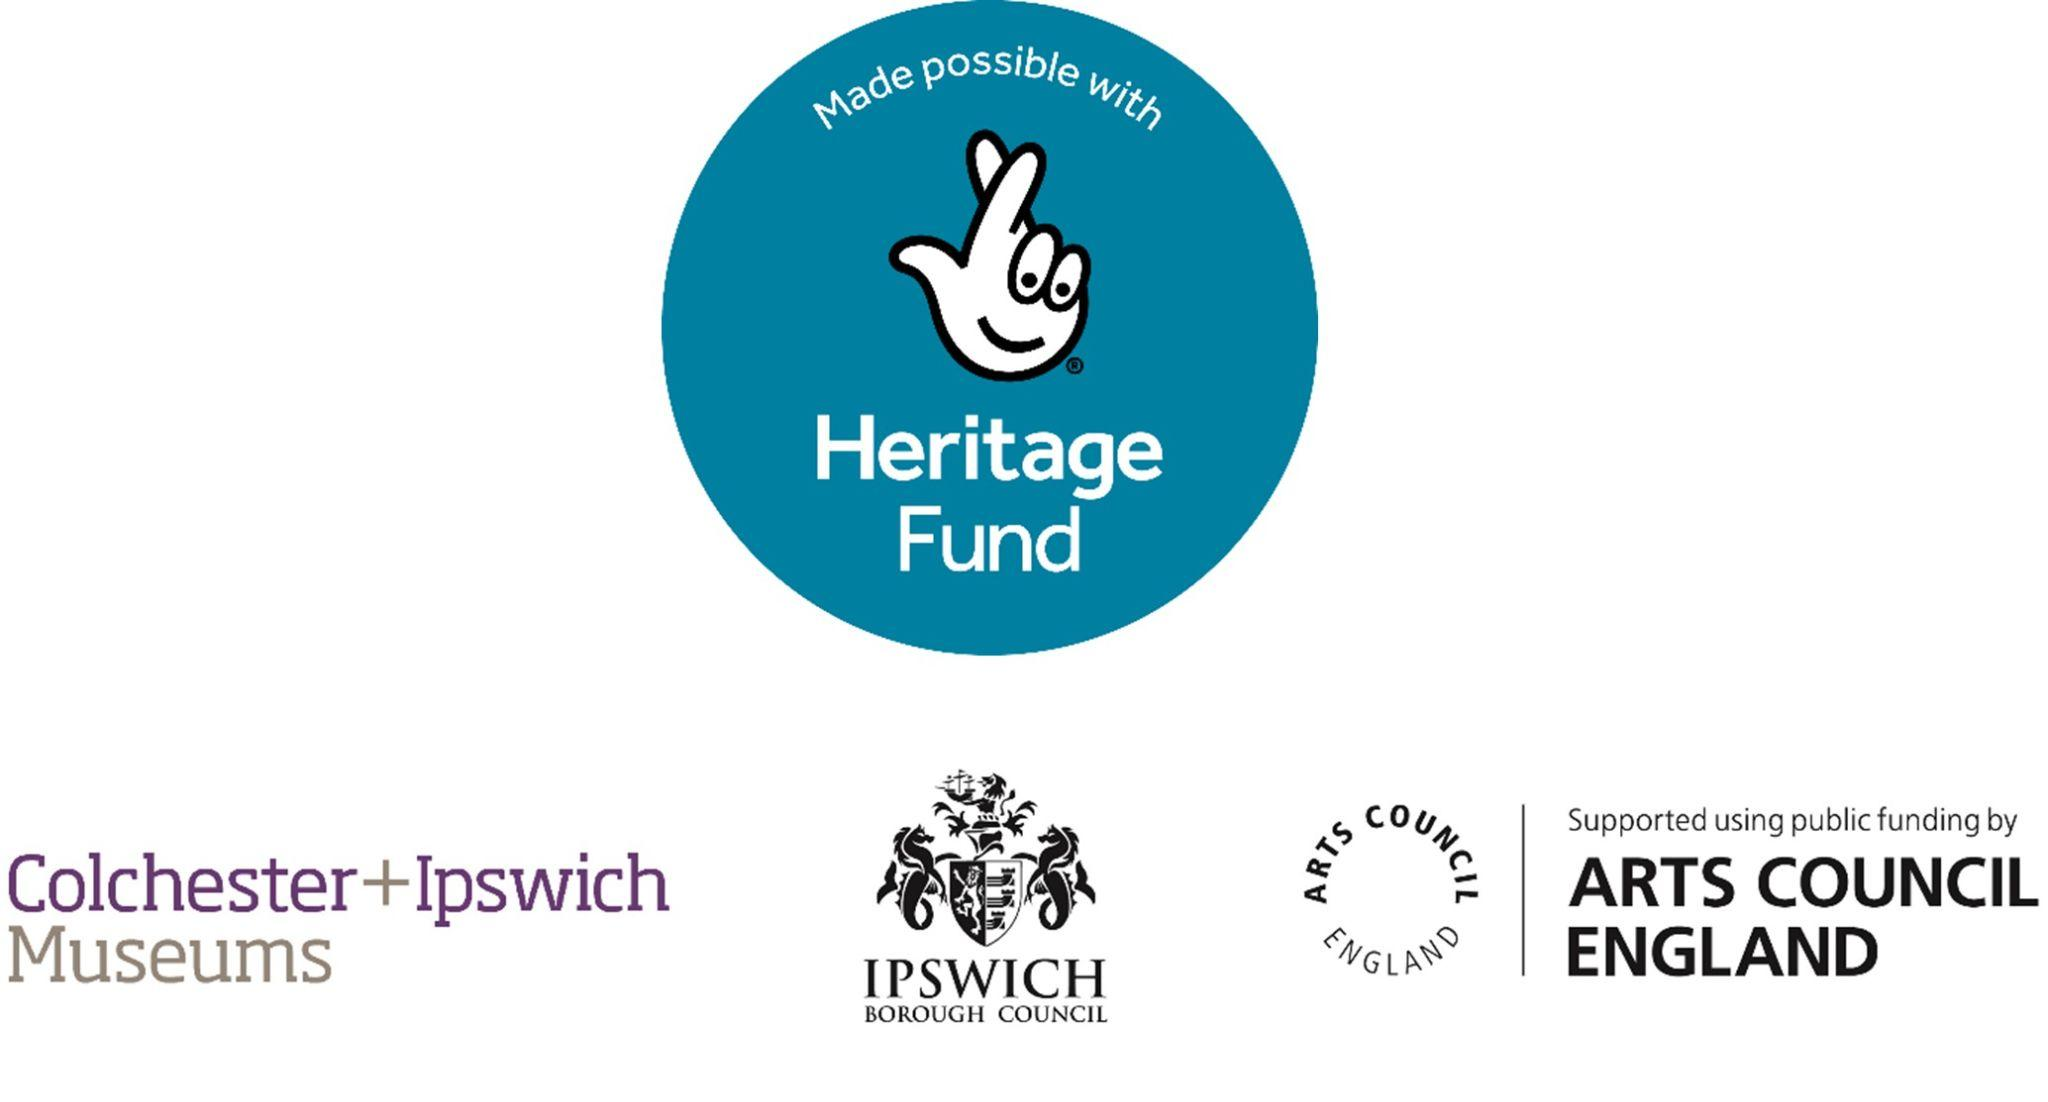 Made possible with
®
Heritage
Fund
Colchester+Ipswich
Museums
IPSWICH
BOROUGH COUNCIL
ARTS COUNCIL
ENGLAND
Supported using public funding by
ARTS COUNCIL
ENGLAND